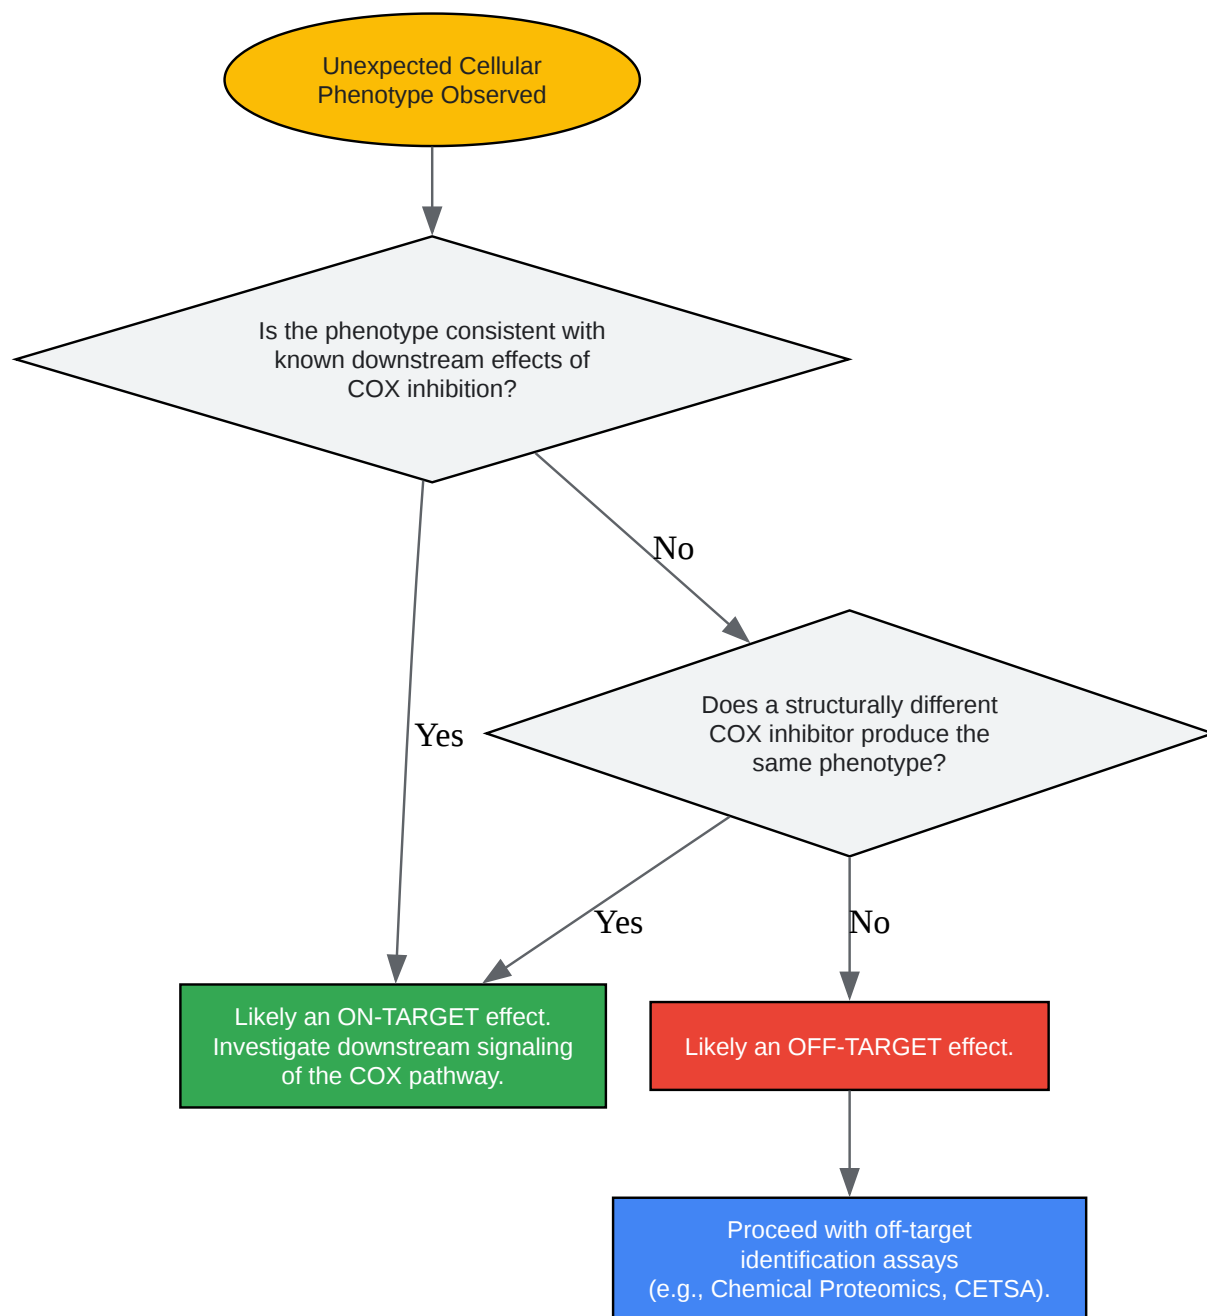 Unexpected Cellular
Phenotype Observed
Is the phenotype consistent with
known downstream effects of
COX inhibition?
No
Does a structurally different
COX inhibitor produce the
same phenotype?
Yes
Yes
No
Likely an ON-TARGET effect.
Investigate downstream signaling
of the COX pathway.
Likely an OFF-TARGET effect.
Proceed with off-target
identification assays
(e.g., Chemical Proteomics, CETSA).